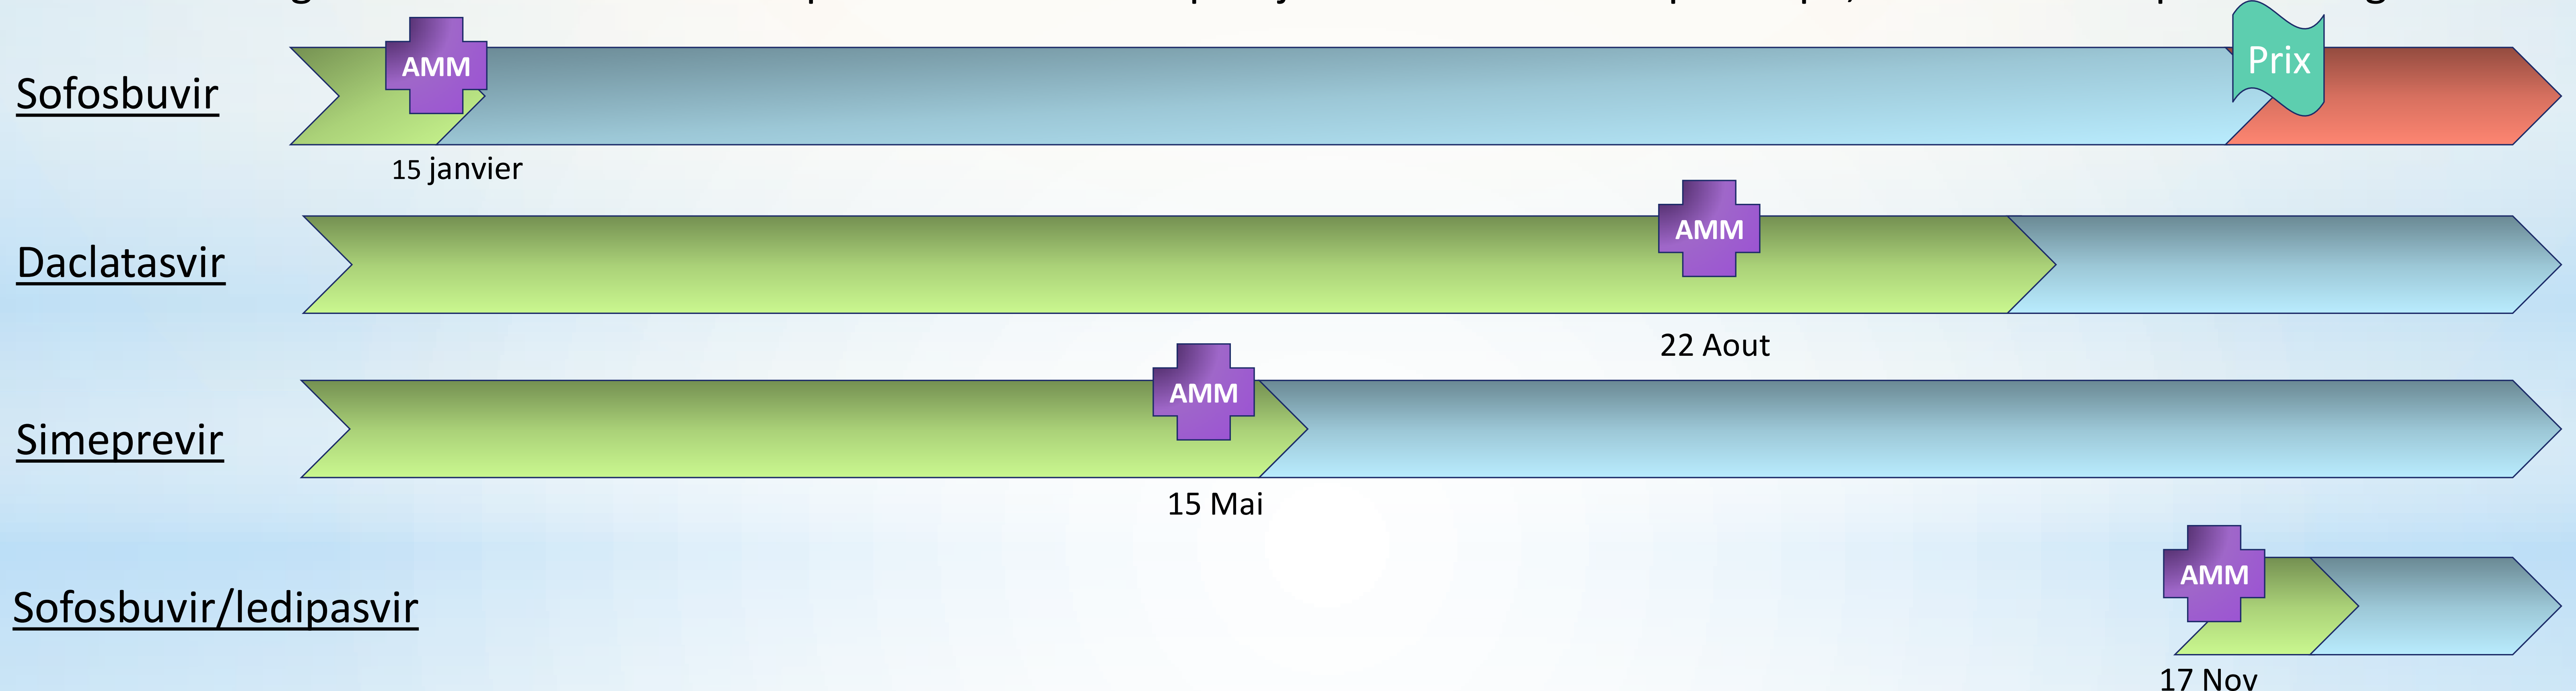 Sofosbuvir
AMM
Prix
15 janvier
Daclatasvir
AMM
22 Aout
Simeprevir
AMM
15 Mai
Sofosbuvir/ledipasvir
AMM
17 Nov